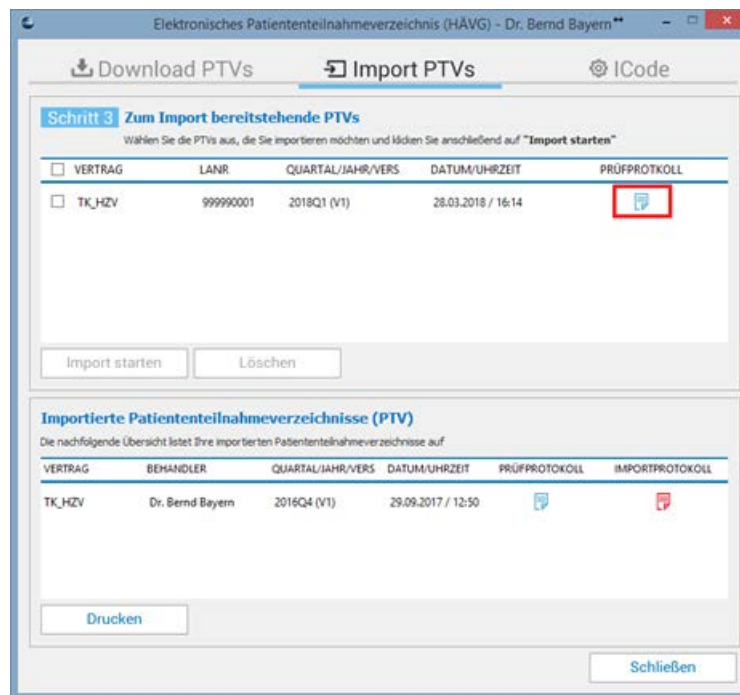 Elektronisches Patiententeilnahmeverzeichnis (HÄVG) - Dr. Bernd Bayern
Download PTVs Import PTVs ICode
Schritt 3 Zum Import bereitstehende PTVs
Wählen Sie die PTVs aus, die Sie importieren möchten und klicken Sie anschließend auf "Import starten"
VERTRAG LANR QUARTAL/JAHR/VERS DATUM/UHRZEIT PRÜFPROTKOLL
TK_HZV 999990001 2018Q1 (V1) 28.03.2018 / 16:14
Import starten Löschen
Importierte Patiententeilnahmeverzeichnisse (PTV)
Die nachfolgende Übersicht listet Ihre importierten Patiententeilnahmeverzeichnisse auf
VERTRAG BEHANDLER QUARTAL/JAHR/VERS DATUM/UHRZEIT PRÜFPROTOKOLL IMPORTPROTOKOLL
TK_HZV Dr. Bernd Bayern 2016Q4 (V1) 29.09.2017 / 12:50
Drucken
Schließen